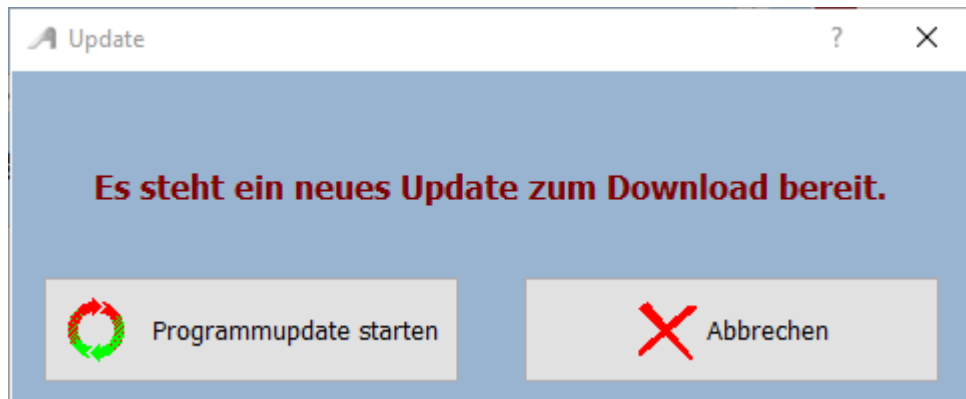 Update
Es steht ein neues Update zum Download bereit.
Programmupdate starten
Abbrechen